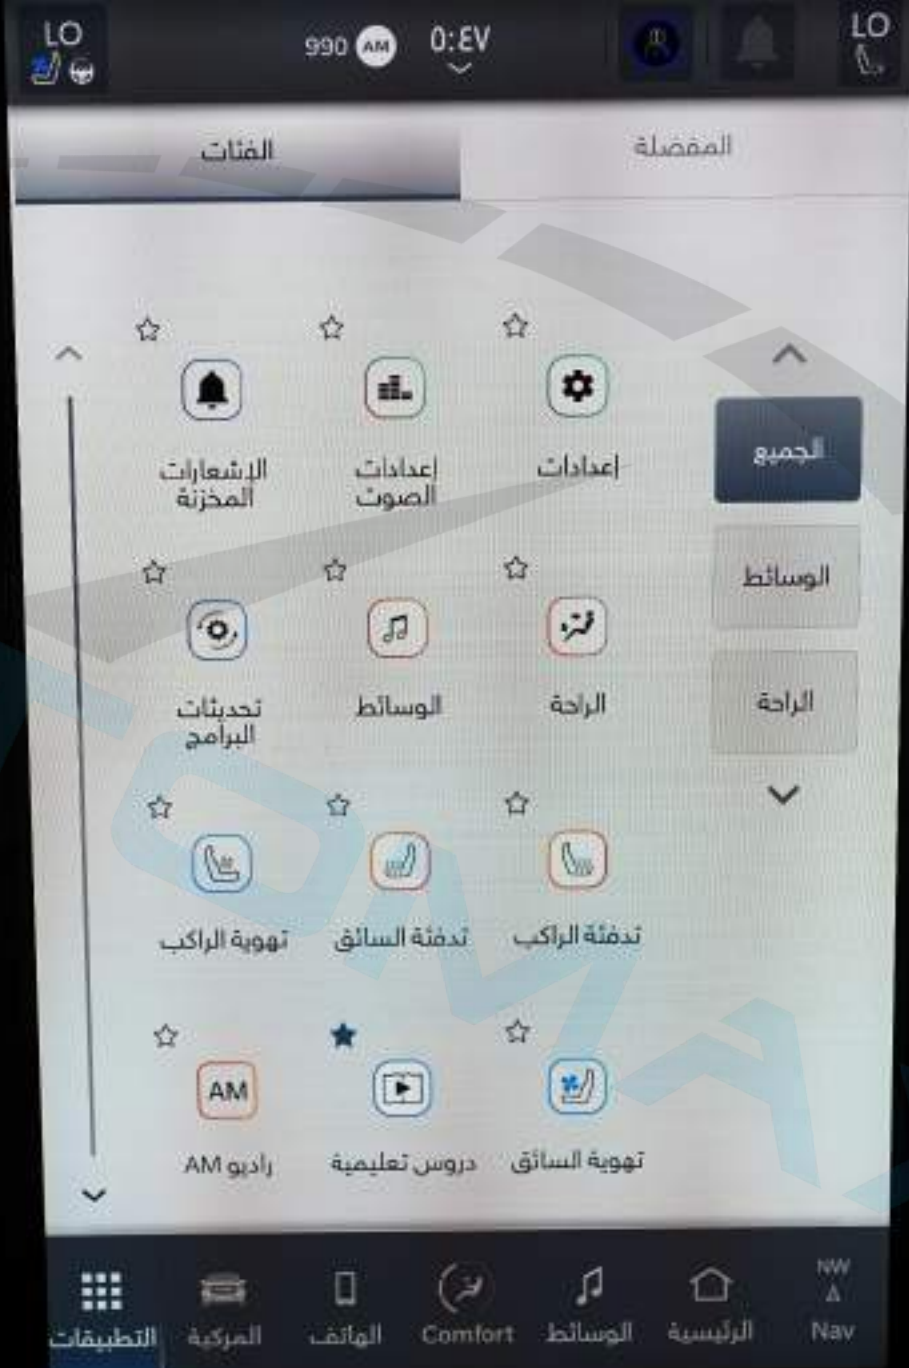 LO
٥:٤٧
AM 990
LO
المفضلة
الفئات
الجميع
الوسائط
الراحة
إعدادات
إعدادات
الصوت
الإشعارات
المخزنة
الراحة
الوسائط
تحديثات
البرامج
تدفئة الراكب
تدفئة السائق
تهوية الراكب
تهوية السائق
دروس تعليمية
AM
راديو AM
NW
Nav
الرئيسية
الوسائط
Comfort
الهاتف
المركبة
التطبيقات